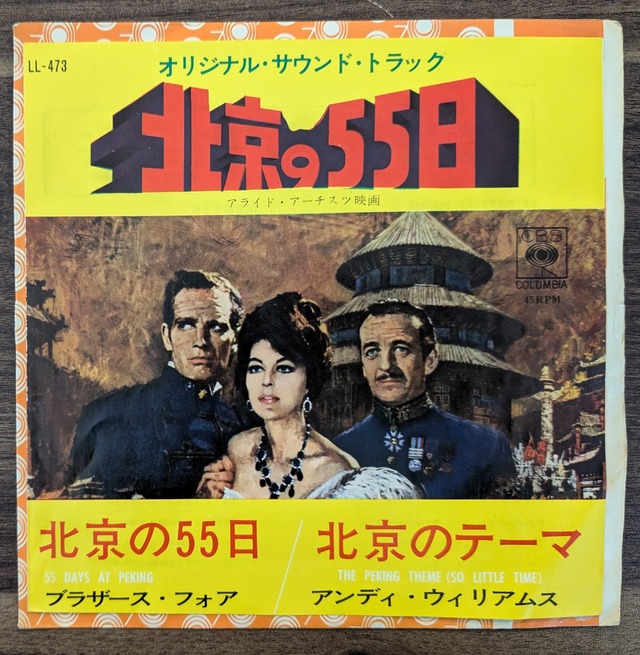 LL-473
オリジナル・サウンド・トラック
北京の55日
アライド・アーチスツ映画
CBS
COLUMBIA
45RPM
北京の55日 / 北京のテーマ
55 DAYS AT PEKING THE PEKING THEME (SO LITTLE TIME)
ブラザース・フォア アンディ・ウィリアムス